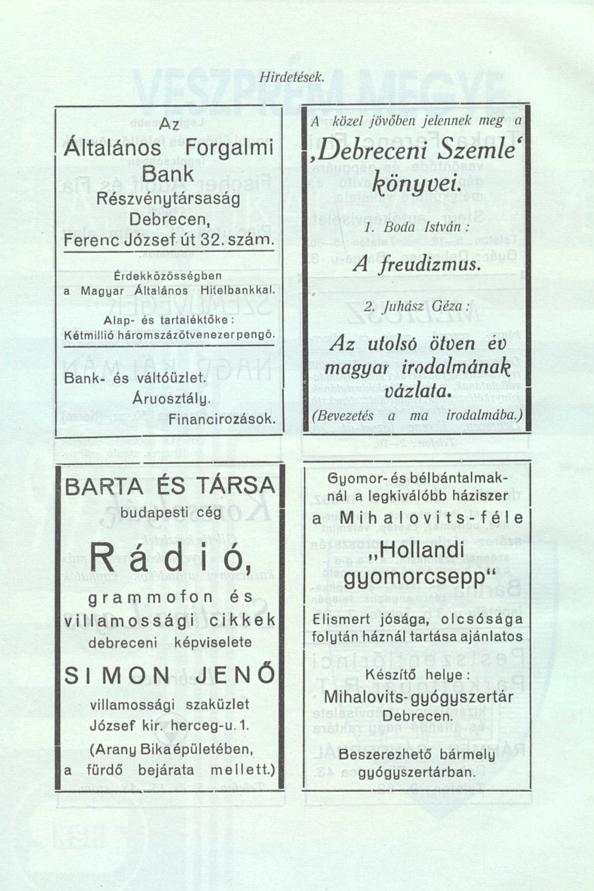 Hirdetések.
Az
Általános Forgalmi
Bank
Részvénytársaság
Debrecen,
Ferenc József út 32. szám.
Érdekközösségben
a Magyar Általános Hitelbankkal.
Alap- és tartaléktőke:
Kétmillió háromszázötvenezer pengő.
Bank- és váltóüzlet.
Áruosztály.
Financirozások.
A közel jövőben jelennek meg a
‚Debreceni Szemle‘
könyvei.
1. Boda István:
A freudizmus.
2. Juhász Géza:
Az utolsó ötven év
magyar irodalmának
vázlata.
(Bevezetés a ma irodalmába.)
BARTA ÉS TÁRSA
budapesti cég
Rádió,
grammofon és
villamossági cikkek
debreceni képviselete
SIMON JENŐ
villamossági szaküzlet
József kir. herceg-u. 1.
(Arany Bika épületében,
a fürdő bejárata mellett.)
Gyomor- és bélbántalmak-
nál a legkiválóbb háziszer
a Mihalovits-féle
„Hollandi
gyomorcsepp“
Elismert jósága, olcsósága
folytán háznál tartása ajánlatos
Készítő helye:
Mihalovits-gyógyszertár
Debrecen.
Beszerezhető bármely
gyógyszertárban.